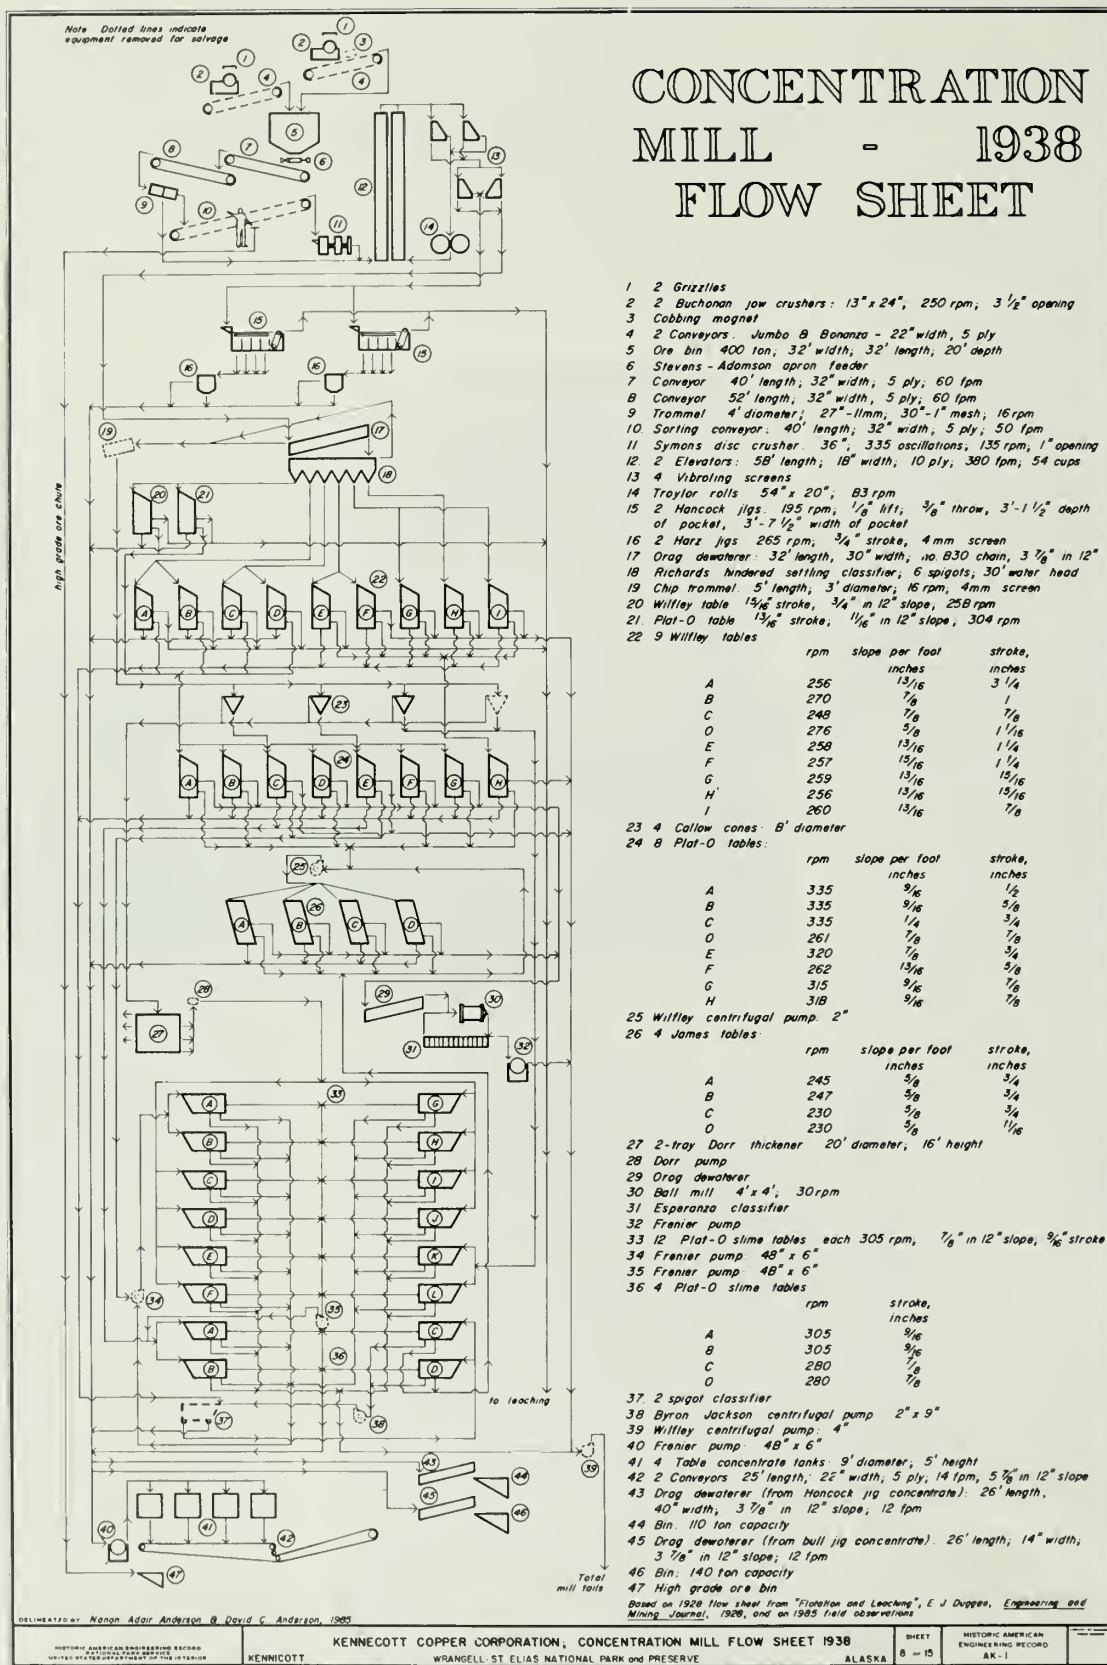 Note Dotted lines indicate
equipment removed for salvage
CONCENTRATION
MILL - 1938
FLOW SHEET
1 2 Grizzlies
2 2 Buchanan jaw crushers: 13" x 24", 250 rpm; 3 1/2" opening
3 Cobbing magnet
4 2 Conveyors. Jumbo & Bonanza - 22" width, 5 ply
5 Ore bin 400 ton; 32' width; 32' length; 20' depth
6 Stevens-Adamson apron feeder
7 Conveyor 40' length; 32" width; 5 ply; 60 fpm
8 Conveyor 52' length; 32" width, 5 ply; 60 fpm
9 Trommel 4' diameter; 27"-11mm; 30"-1" mesh; 16 rpm
10. Sorting conveyor: 40' length; 32" width; 5 ply; 50 fpm
11 Symons disc crusher. 36"; 335 oscillations; 135 rpm; 1" opening
12. 2 Elevators: 58' length; 18" width; 10 ply; 380 fpm; 54 cups
13 4 Vibrating screens
14 Traylor rolls 54" x 20"; 83 rpm
15 2 Hancock jigs. 195 rpm; 1/8" lift; 3/8" throw, 3'-1 1/2" depth
of pocket, 3'-7 1/2" width of pocket
16 2 Harz jigs 265 rpm; 3/4" stroke, 4 mm screen
17 Drag dewaterer: 32' length, 30" width; no. 830 chain, 3 7/8" in 12"
18 Richards hindered settling classifier; 6 spigots; 30' water head
19 Chip trommel. 5' length; 3' diameter; 16 rpm; 4mm screen
20 Wilfley table 15/16" stroke, 3/4" in 12" slope, 258 rpm
21. Plat-O table 13/16" stroke; 11/16" in 12" slope, 304 rpm
22 9 Wilfley tables
rpm slope per foot stroke,
inches inches
A 256 13/16 3 1/4
B 270 7/8 1
C 248 7/8 7/8
D 276 5/8 1 1/16
E 258 13/16 1 1/4
F 257 15/16 1 1/4
G 259 13/16 15/16
H 256 13/16 15/16
I 260 13/16 7/8
23 4 Callow cones 8' diameter
24 8 Plat-O tables:
rpm slope per foot stroke,
inches inches
A 335 9/16 1/2
B 335 9/16 5/8
C 335 1/4 3/4
D 261 7/8 7/8
E 320 7/8 3/4
F 262 13/16 5/8
G 315 9/16 7/8
H 318 9/16 7/8
25 Wilfley centrifugal pump. 2"
26 4 James tables
rpm slope per foot stroke,
inches inches
A 245 5/8 3/4
B 247 5/8 3/4
C 230 5/8 3/4
D 230 5/8 11/16
27 2-tray Dorr thickener 20' diameter; 16' height
28 Dorr pump
29 Drag dewaterer
30 Ball mill 4' x 4'; 30 rpm
31 Esperanza classifier
32 Frenier pump
33 12 Plat-O slime tables each 305 rpm, 7/8" in 12" slope; 9/16" stroke
34 Frenier pump 48" x 6"
35 Frenier pump 48" x 6"
36 4 Plat-O slime tables
rpm stroke,
inches
A 305 9/16
B 305 9/16
C 280 7/8
D 280 7/8
37. 2 spigot classifier
38 Byron Jackson centrifugal pump 2" x 9"
39 Wilfley centrifugal pump: 4"
40 Frenier pump 48" x 6"
41 4 Table concentrate tanks 9' diameter; 5' height
42 2 Conveyors 25' length; 22" width; 5 ply; 14 fpm, 5 7/8" in 12" slope
43 Drag dewaterer (from Hancock jig concentrate): 26' length,
40" width; 3 7/8" in 12" slope; 12 fpm
44 Bin. 110 ton capacity
45 Drag dewaterer (from bull jig concentrate). 26' length; 14" width;
3 7/8" in 12" slope; 12 fpm
46 Bin: 140 ton capacity
47 High grade ore bin
Based on 1928 flow sheet from "Flotation and Leaching", E J Duggan, Engineering and
Mining Journal, 1928, and on 1985 field observations
high grade ore chute
to leaching
Total
mill tails
DELINEATED BY Nanon Adair Anderson & David C. Anderson, 1985
HISTORIC AMERICAN ENGINEERING RECORD
NATIONAL PARK SERVICE
UNITED STATES DEPARTMENT OF THE INTERIOR
KENNICOTT
KENNECOTT COPPER CORPORATION; CONCENTRATION MILL FLOW SHEET 1938
WRANGELL-ST ELIAS NATIONAL PARK and PRESERVE
ALASKA
SHEET
8 of 15
HISTORIC AMERICAN
ENGINEERING RECORD
AK-1